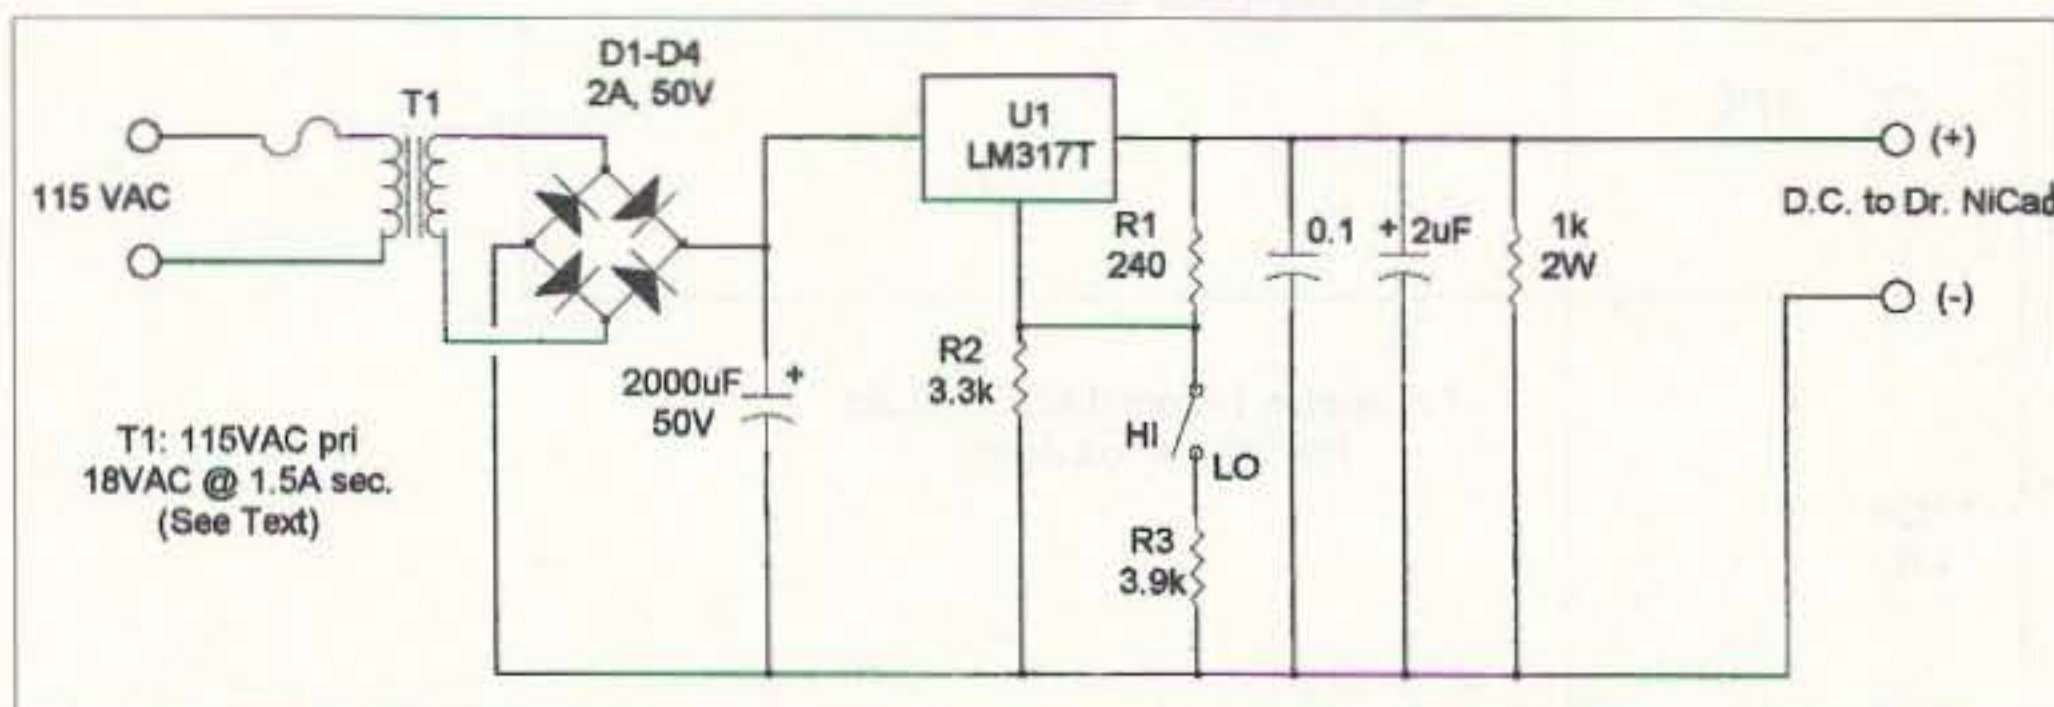 D1-D4
2A, 50V
T1
115 VAC
U1
LM317T
(+)
D.C. to Dr. NiCad
(-)
R1
240
0.1
+
2uF
1k
2W
R2
3.3k
2000uF
+
50V
HI
LO
R3
3.9k
T1: 115VAC pri
18VAC @ 1.5A sec.
(See Text)